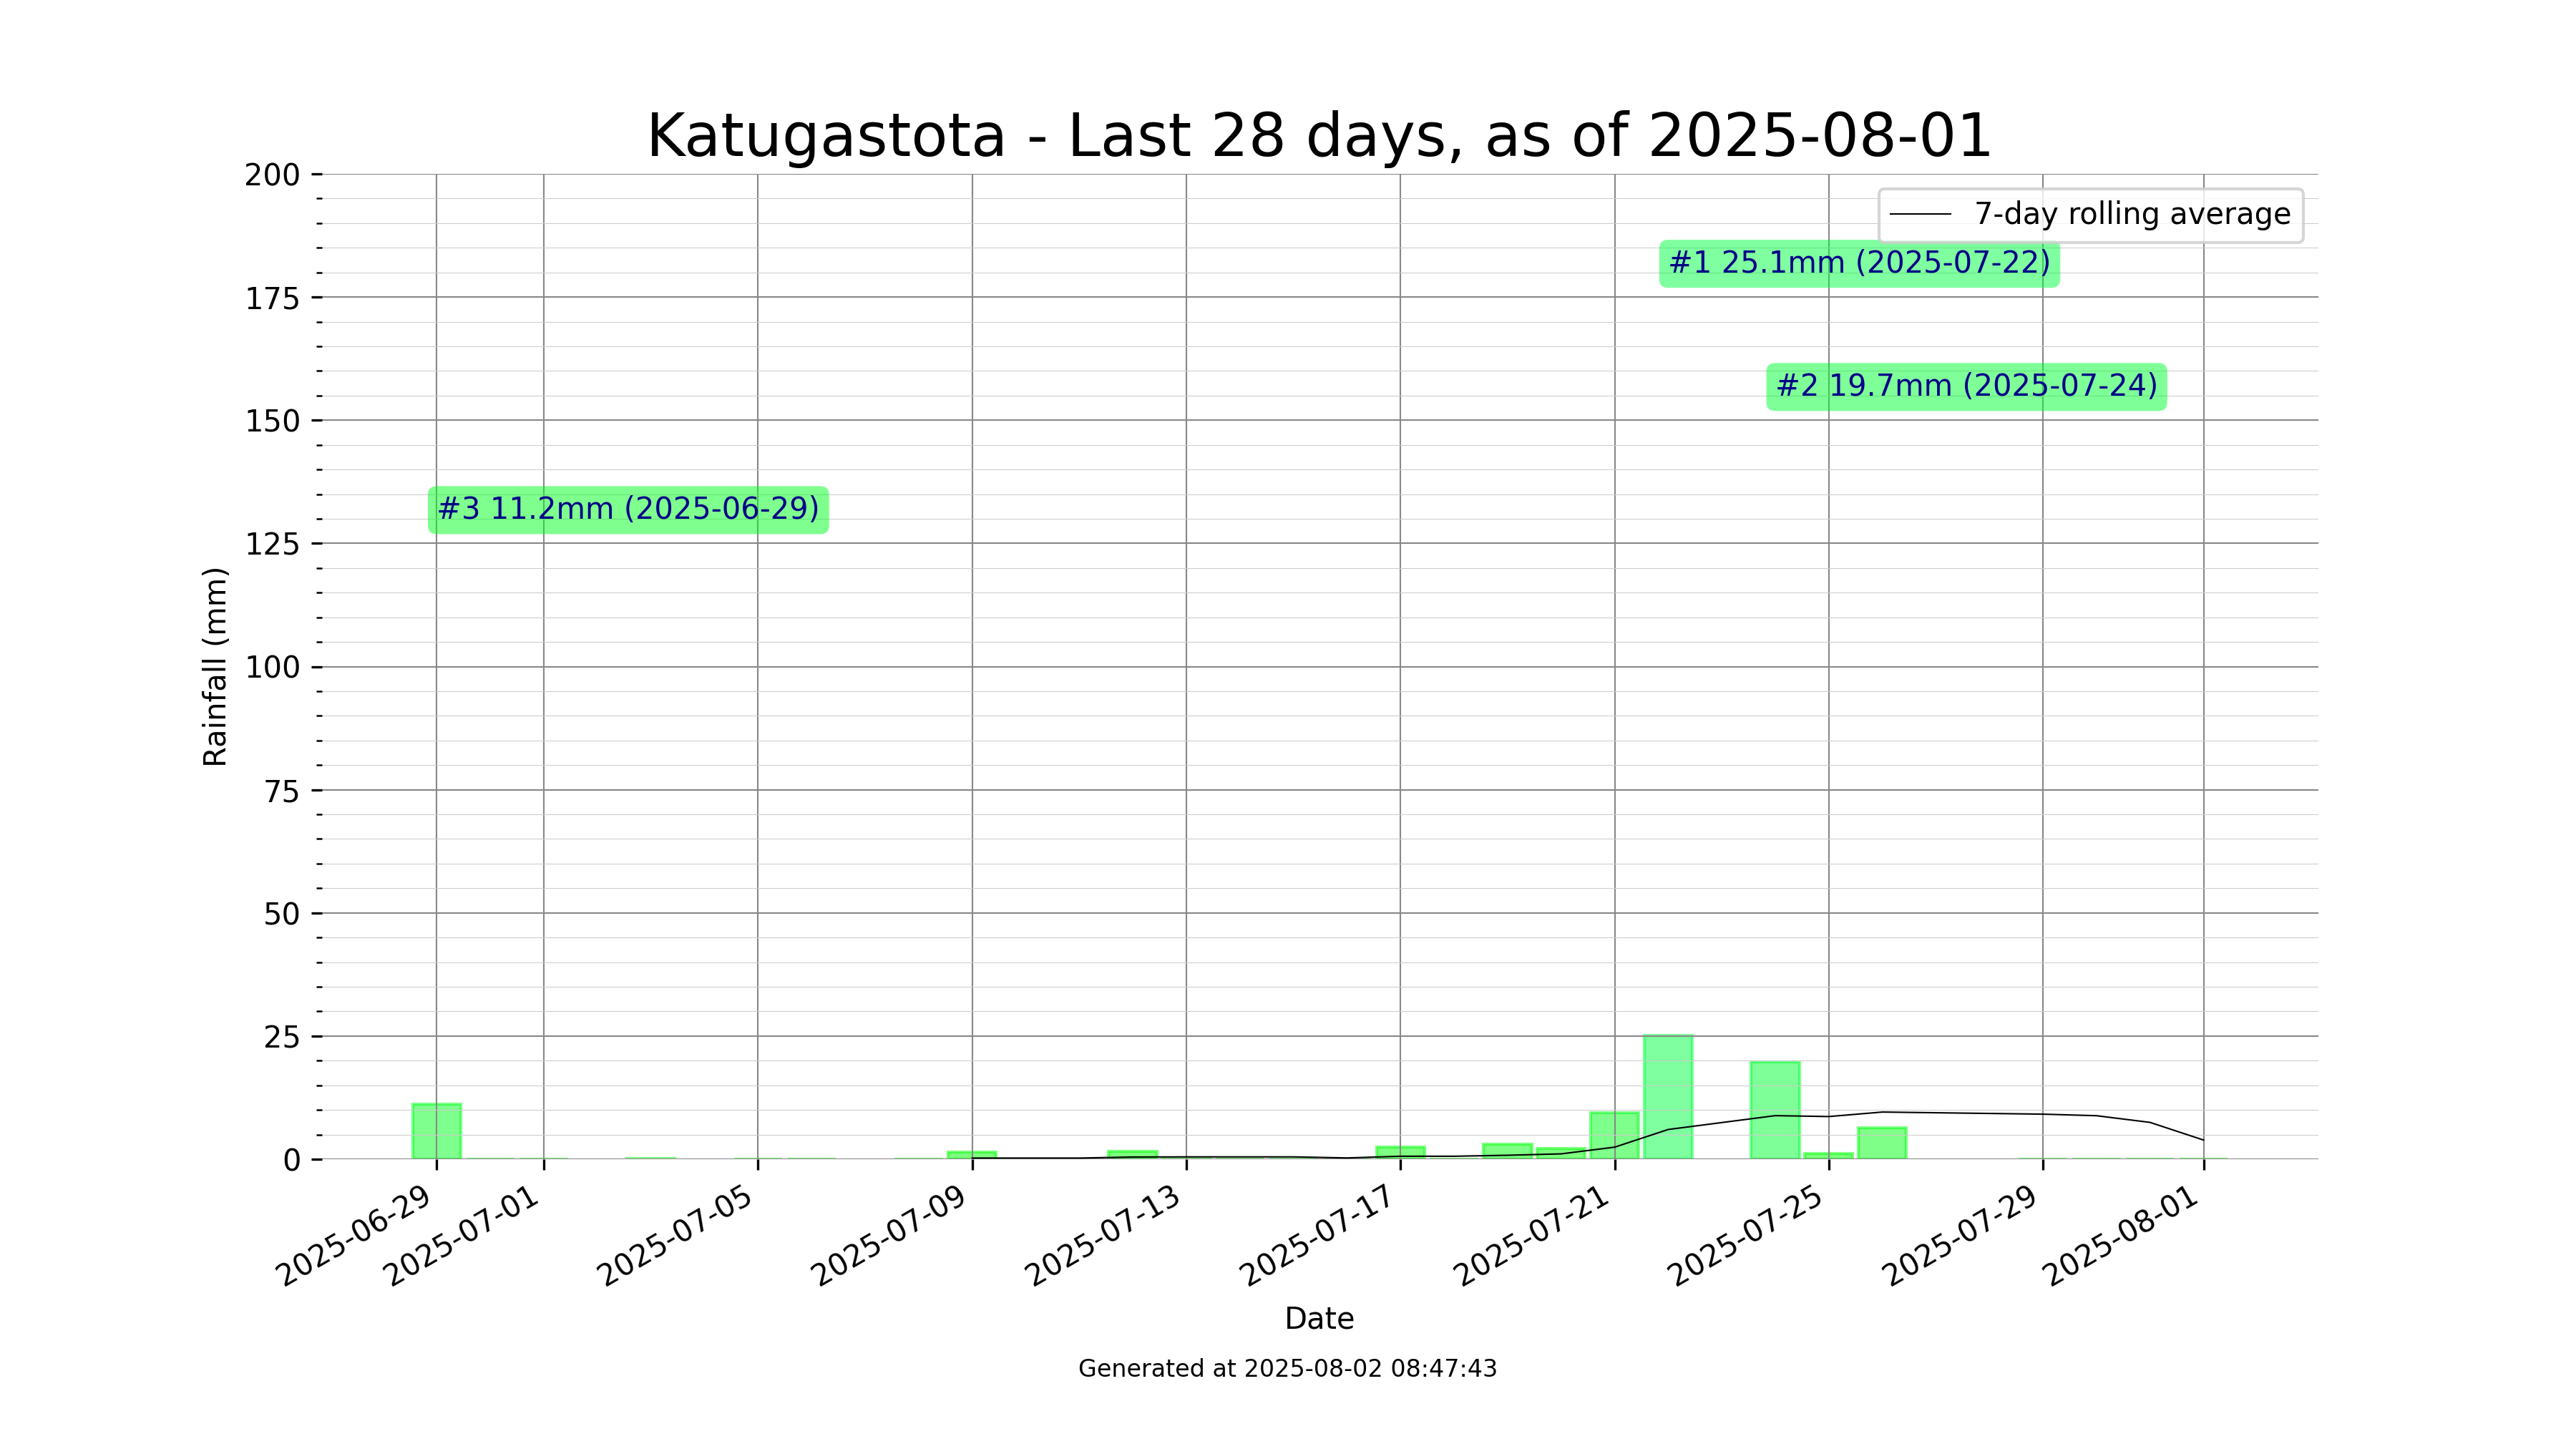 Katugastota - Last 28 days, as of 2025-08-01
200
175
150
125
100
75
50
25
0
Rainfall (mm)
7-day rolling average
#1 25.1mm (2025-07-22)
#2 19.7mm (2025-07-24)
#3 11.2mm (2025-06-29)
2025-06-29
2025-07-01
2025-07-05
2025-07-09
2025-07-13
2025-07-17
2025-07-21
2025-07-25
2025-07-29
2025-08-01
Date
Generated at 2025-08-02 08:47:43